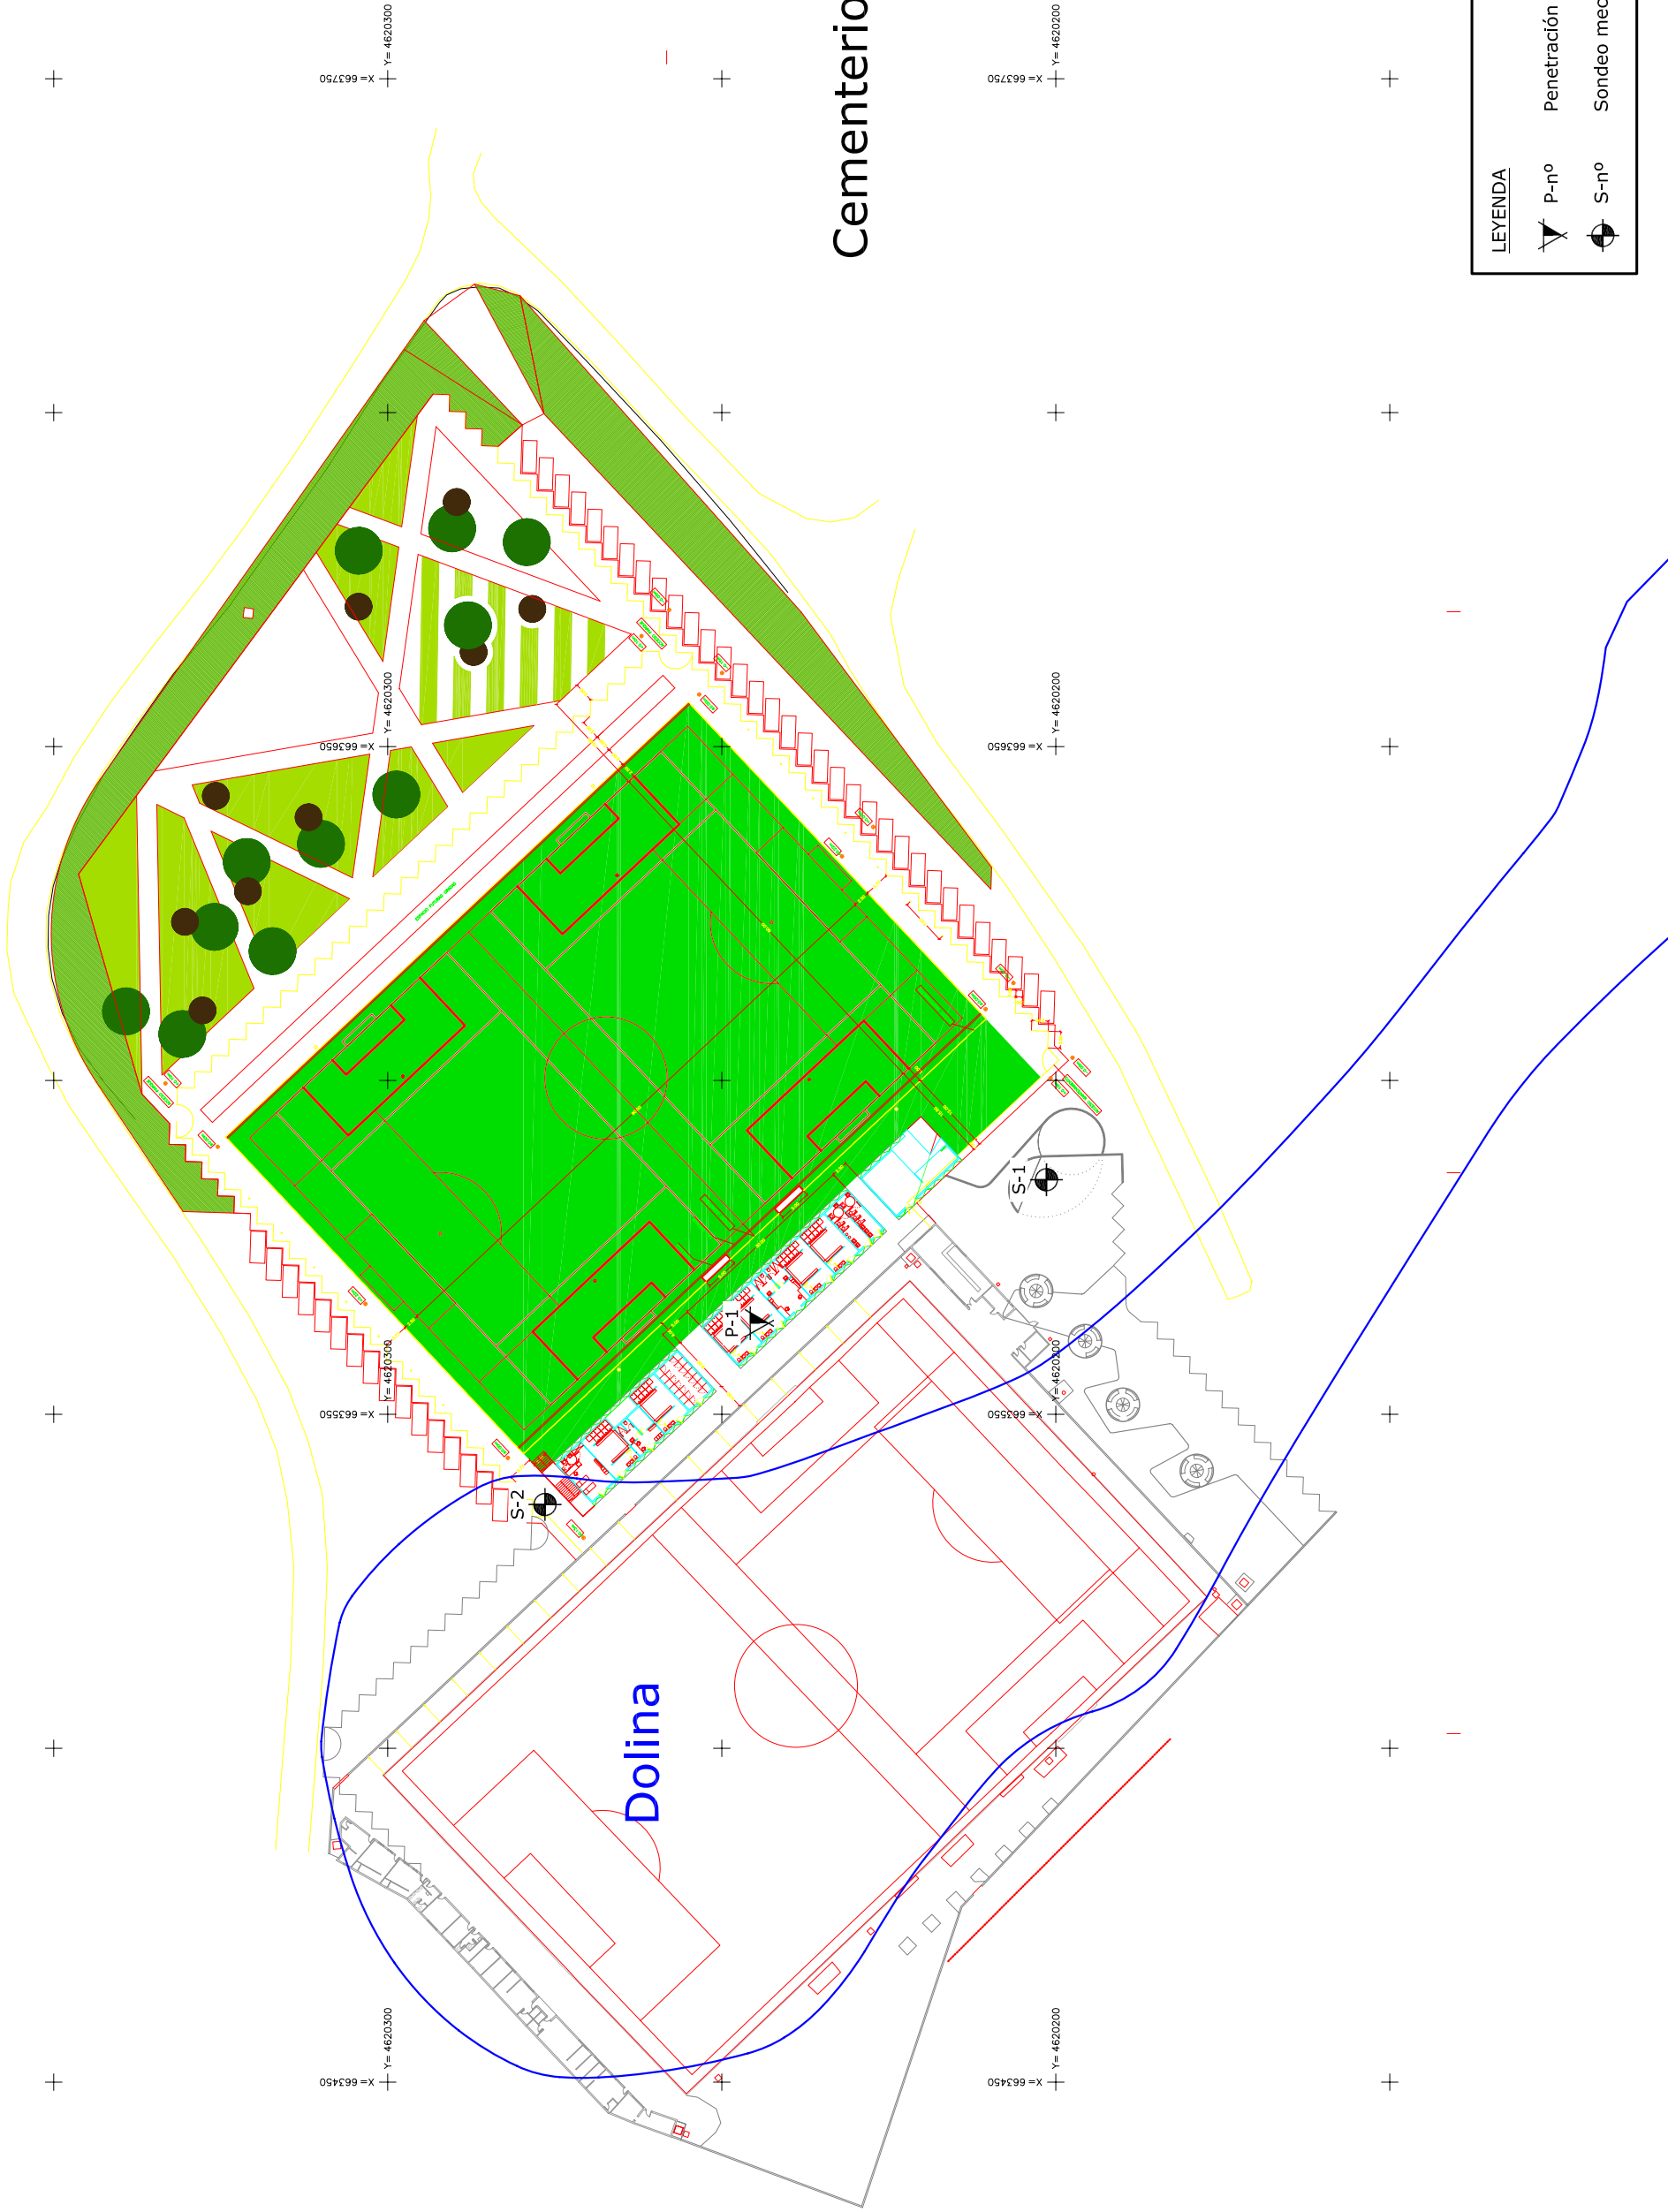 Y= 4620300
X= 663750
Y= 4620200
X= 663750
Cementerio
LEYENDA
P-nº Penetración
S-nº Sondeo mec
Y= 4620300
X= 663650
Y= 4620200
X= 663650
S-1
P-1
Y= 4620300
X= 663550
Y= 4620200
X= 663550
S-2
Dolina
Y= 4620300
X= 663450
Y= 4620200
X= 663450